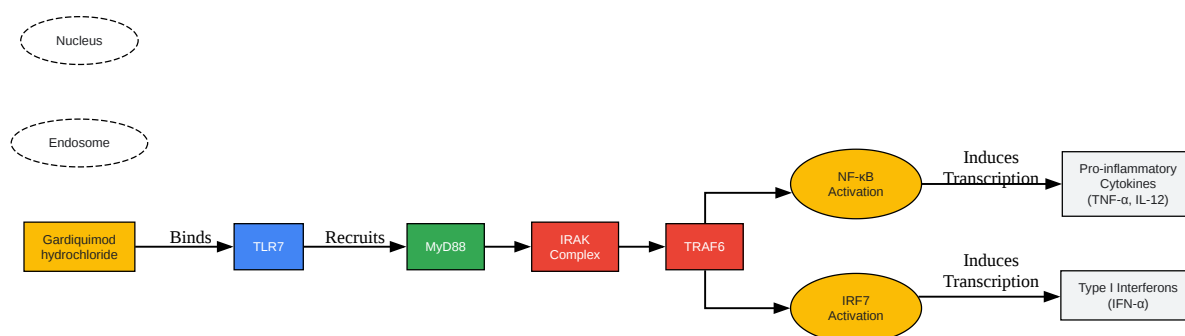 Nucleus
Endosome
Gardiquimod
hydrochloride
Binds
TLR7
Recruits
MyD88
IRAK
Complex
TRAF6
NF-κB
Activation
Induces
Transcription
Pro-inflammatory
Cytokines
(TNF-α, IL-12)
IRF7
Activation
Induces
Transcription
Type I Interferons
(IFN-α)